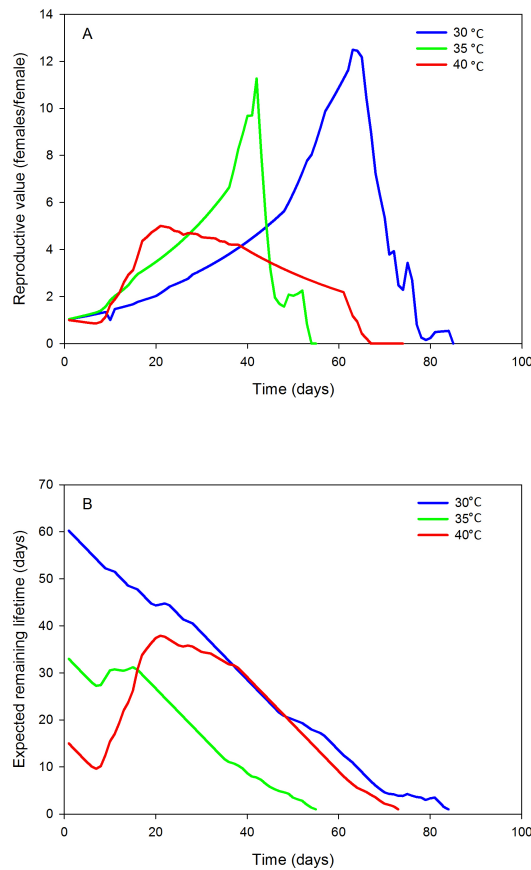 A
30 °C
35 °C
40 °C
14
12
10
8
6
4
2
0
Reproductive value (females/female)
0 20 40 60 80 100
Time (days)
B
30°C
35°C
40°C
70
60
50
40
30
20
10
0
Expected remaining lifetime (days)
0 20 40 60 80 100
Time (days)